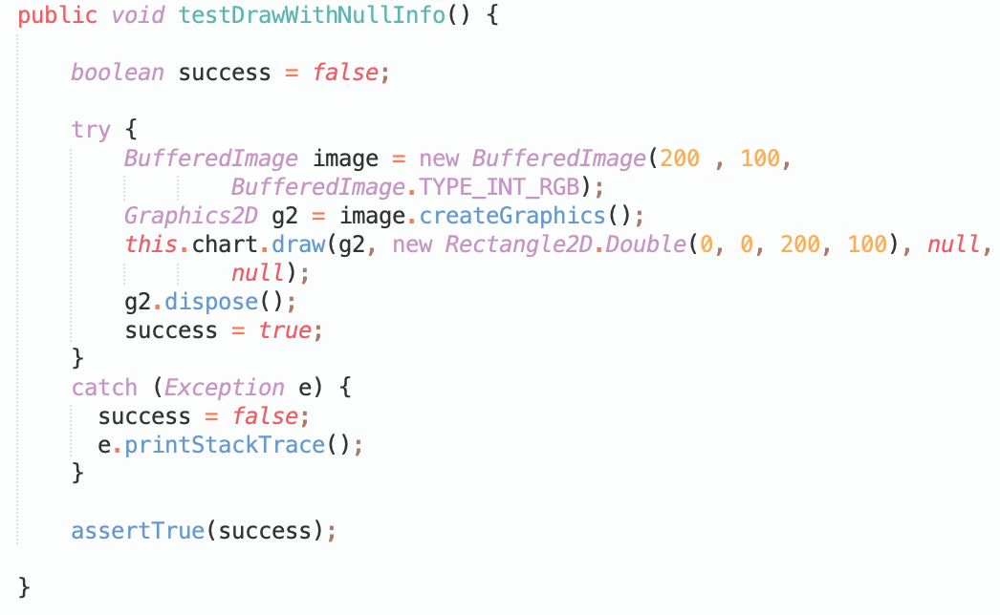 public void testDrawWithNullInfo() {
boolean success = false;
try {
BufferedImage image = new BufferedImage(200 , 100,
BufferedImage.TYPE_INT_RGB);
Graphics2D g2 = image.createGraphics();
this.chart.draw(g2, new Rectangle2D.Double(0, 0, 200, 100), null,
null);
g2.dispose();
success = true;
}
catch (Exception e) {
success = false;
e.printStackTrace();
}
assertTrue(success);
}